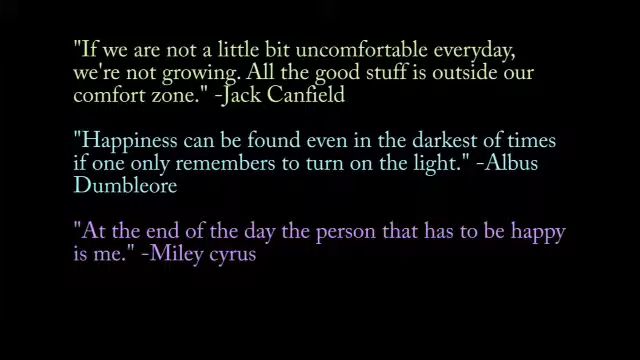 "If we are not a little bit uncomfortable everyday,
we're not growing. All the good stuff is outside our
comfort zone." -Jack Canfield
"Happiness can be found even in the darkest of times
if one only remembers to turn on the light." -Albus
Dumbleore
"At the end of the day the person that has to be happy
is me." -Miley cyrus